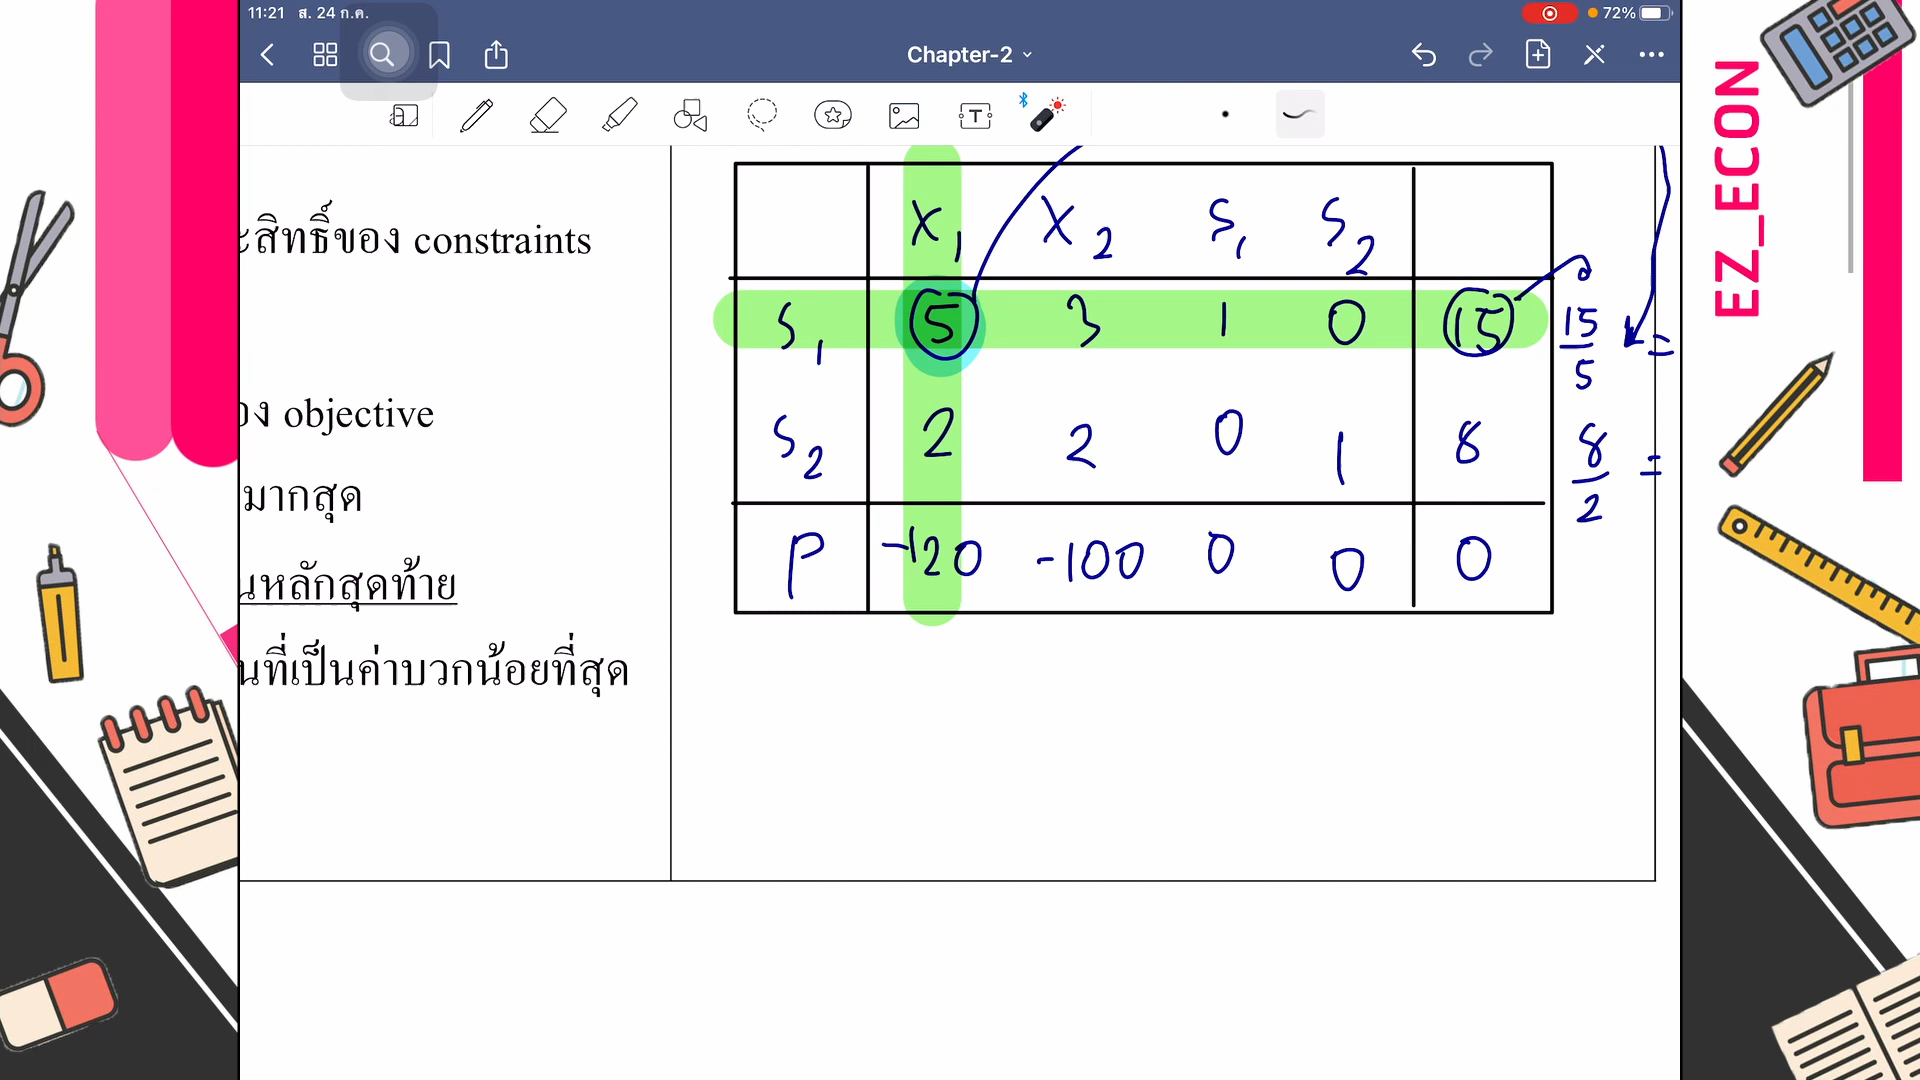 11:21 ส. 24 ก.ค.
72%
Chapter-2
EZ_ECON
ะสิทธิ์ของ constraints
อง objective
มากสุด
นหลักสุดท้าย
นที่เป็นค่าบวกน้อยที่สุด
x₁ x₂ s₁ s₂
s₁ 5 3 1 0 15 15/5 =
s₂ 2 2 0 1 8 8/2 =
P -120 -100 0 0 0